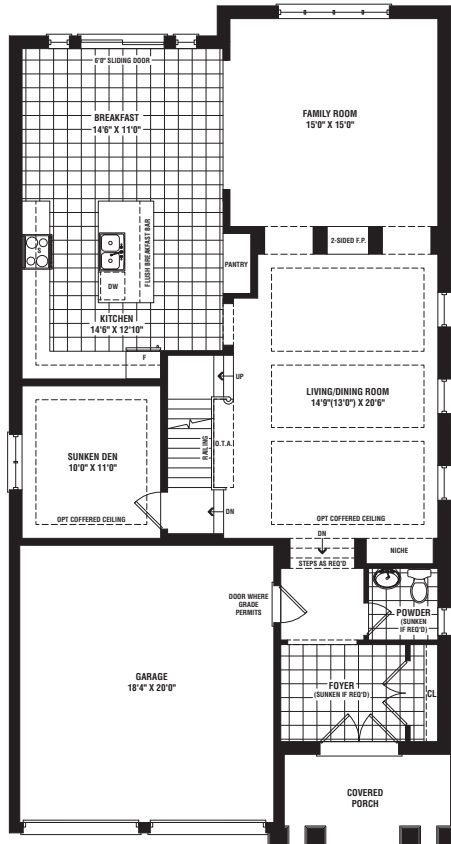 6'0" SLIDING DOOR
BREAKFAST
14'6" X 11'0"
FAMILY ROOM
15'0" X 15'0"
2-SIDED F.P.
PANTRY
FLUSH BREAKFAST BAR
S
DW
KITCHEN
14'6" X 12'10"
F
UP
LIVING/DINING ROOM
14'9"(13'0") X 20'6"
SUNKEN DEN
10'0" X 11'0"
RAILING
O.T.A.
OPT COFFERED CEILING
DN
OPT COFFERED CEILING
DN
STEPS AS REQ'D
NICHE
DOOR WHERE
GRADE
PERMITS
POWDER
(SUNKEN
IF REQ'D)
GARAGE
18'4" X 20'0"
FOYER
(SUNKEN IF REQ'D)
CL
COVERED
PORCH